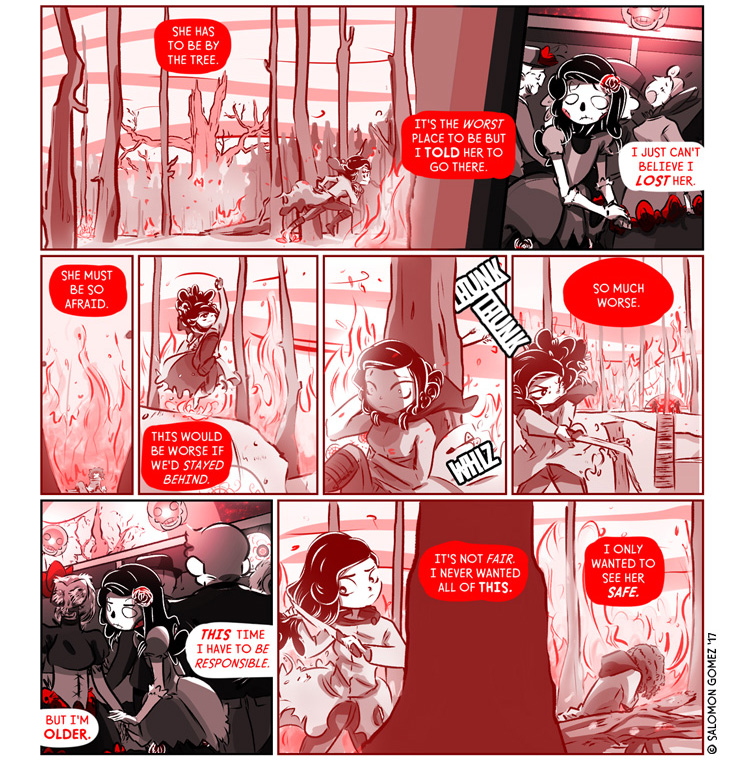 SHE HAS
TO BE BY
THE TREE.
IT'S THE WORST
PLACE TO BE BUT
I TOLD HER TO
GO THERE.
I JUST CAN'T
BELIEVE I
LOST HER.
SHE MUST
BE SO
AFRAID.
THIS WOULD
BE WORSE IF
WE'D STAYED
BEHIND.
THUNK
THUNK
WHIZ
SO MUCH
WORSE.
THIS TIME
I HAVE TO BE
RESPONSIBLE.
BUT I'M
OLDER.
IT'S NOT FAIR.
I NEVER WANTED
ALL OF THIS.
I ONLY
WANTED TO
SEE HER
SAFE.
© SALOMON GOMEZ '17